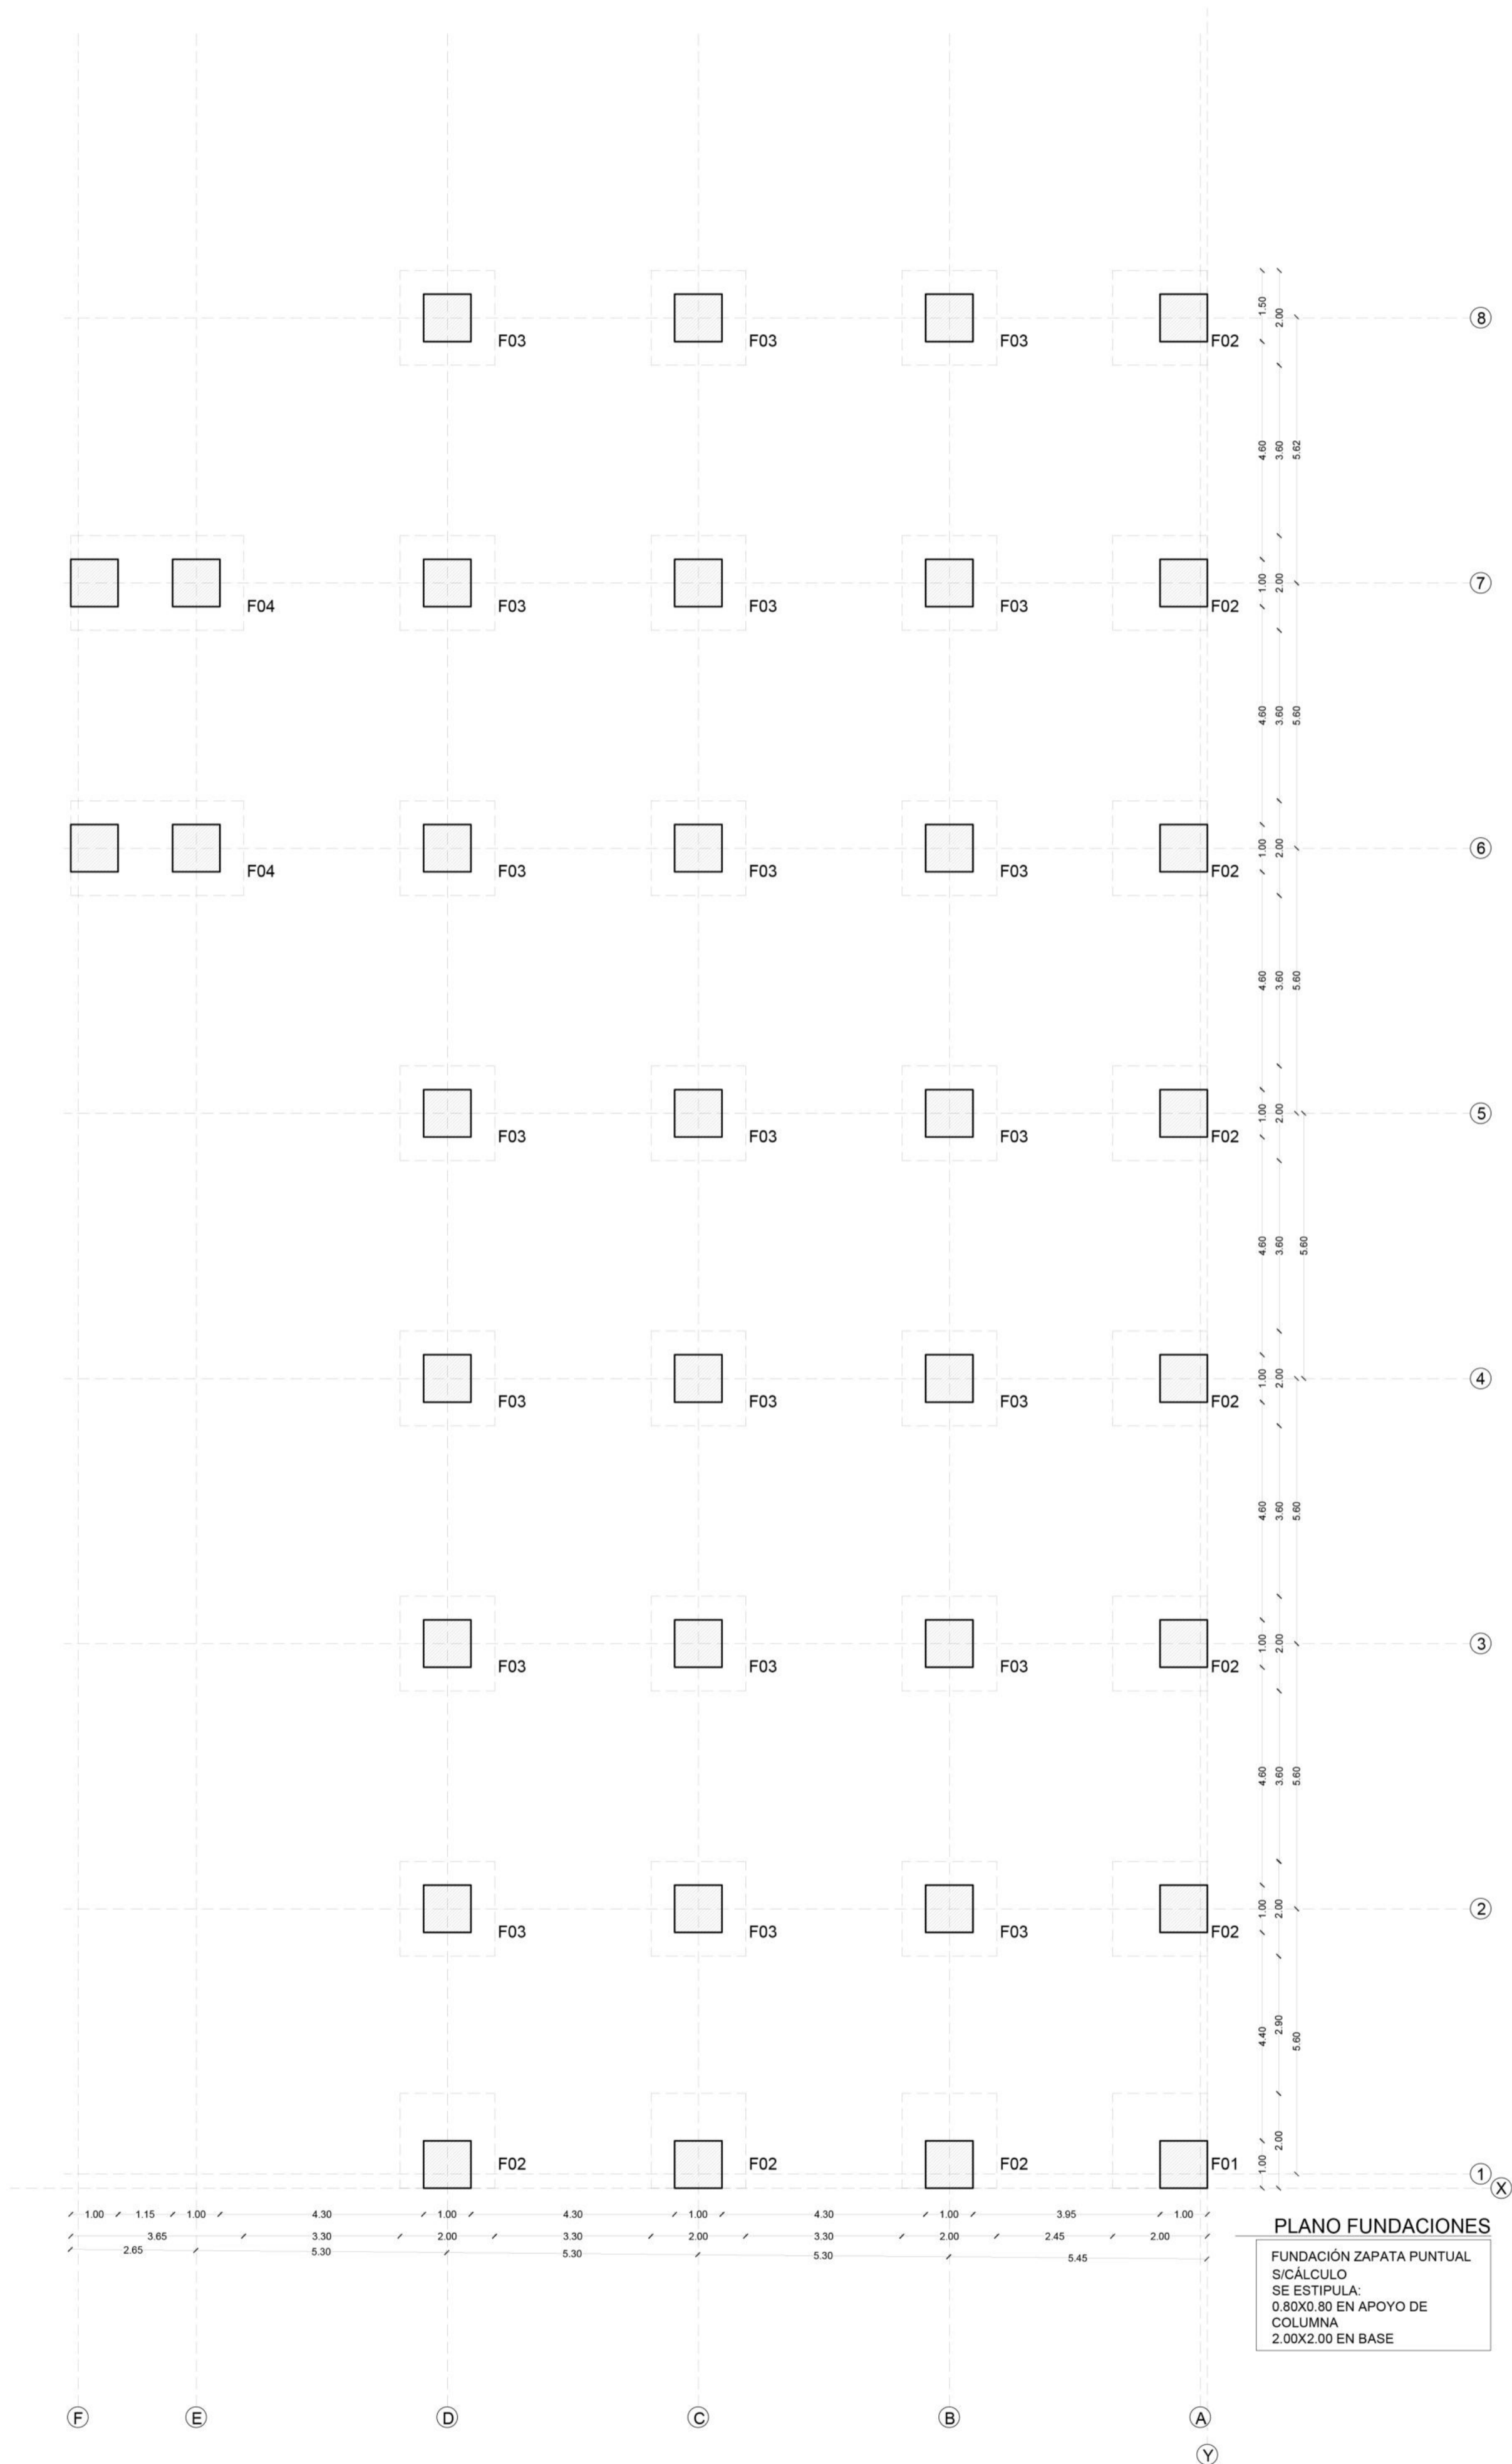 1.50
2.00
F03
F03
F03
F02
8
4.60
3.60
5.62
1.00
2.00
F04
F03
F03
F03
F02
7
4.60
3.60
5.60
1.00
2.00
F04
F03
F03
F03
F02
6
4.60
3.60
5.60
1.00
2.00
F03
F03
F03
F02
5
4.60
3.60
5.60
1.00
2.00
F03
F03
F03
F02
4
4.60
3.60
5.60
1.00
2.00
F03
F03
F03
F02
3
4.60
3.60
5.60
1.00
2.00
F03
F03
F03
F02
2
4.40
2.90
5.60
1.00
2.00
F02
F02
F02
F01
1
X
1.00 1.15 1.00 4.30 1.00 4.30 1.00 4.30 1.00 3.95 1.00
3.65 3.30 2.00 3.30 2.00 3.30 2.00 2.45 2.00
2.65 5.30 5.30 5.30 5.45
PLANO FUNDACIONES
FUNDACIÓN ZAPATA PUNTUAL
S/CÁLCULO
SE ESTIPULA:
0.80X0.80 EN APOYO DE
COLUMNA
2.00X2.00 EN BASE
F E D C B A
Y